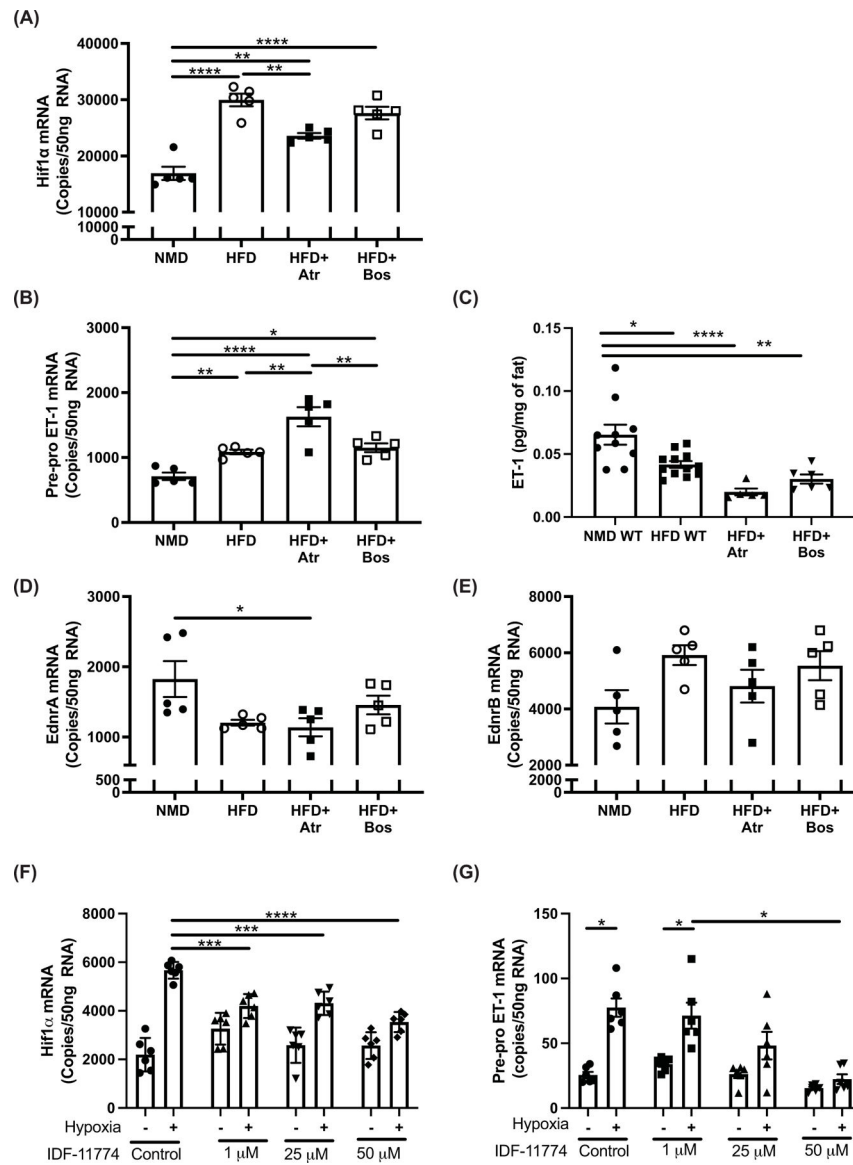 (A)
Hif1α mRNA
(Copies/50ng RNA)
40000
30000
20000
10000
10000
0
****
**
****
**
NMD
HFD
HFD+
Atr
HFD+
Bos
(B)
Pre-pro ET-1 mRNA
(Copies/50ng RNA)
3000
2000
1000
0
*
****
**
**
**
NMD
HFD
HFD+
Atr
HFD+
Bos
(C)
ET-1 (pg/mg of fat)
0.15
0.10
0.05
0.00
*
****
**
NMD WT
HFD WT
HFD+
Atr
HFD+
Bos
(D)
EdnrA mRNA
(Copies/50ng RNA)
3000
2000
1000
500
0
*
NMD
HFD
HFD+
Atr
HFD+
Bos
(E)
EdnrB mRNA
(Copies/50ng RNA)
8000
6000
4000
2000
2000
0
NMD
HFD
HFD+
Atr
HFD+
Bos
(F)
Hif1α mRNA
(Copies/50ng RNA)
8000
6000
4000
2000
0
****
***
***
Hypoxia - + - + - + - +
IDF-11774 Control 1 μM 25 μM 50 μM
(G)
Pre-pro ET-1 mRNA
(copies/50ng RNA)
150
100
50
0
*
*
*
Hypoxia - + - + - + - +
IDF-11774 Control 1 μM 25 μM 50 μM